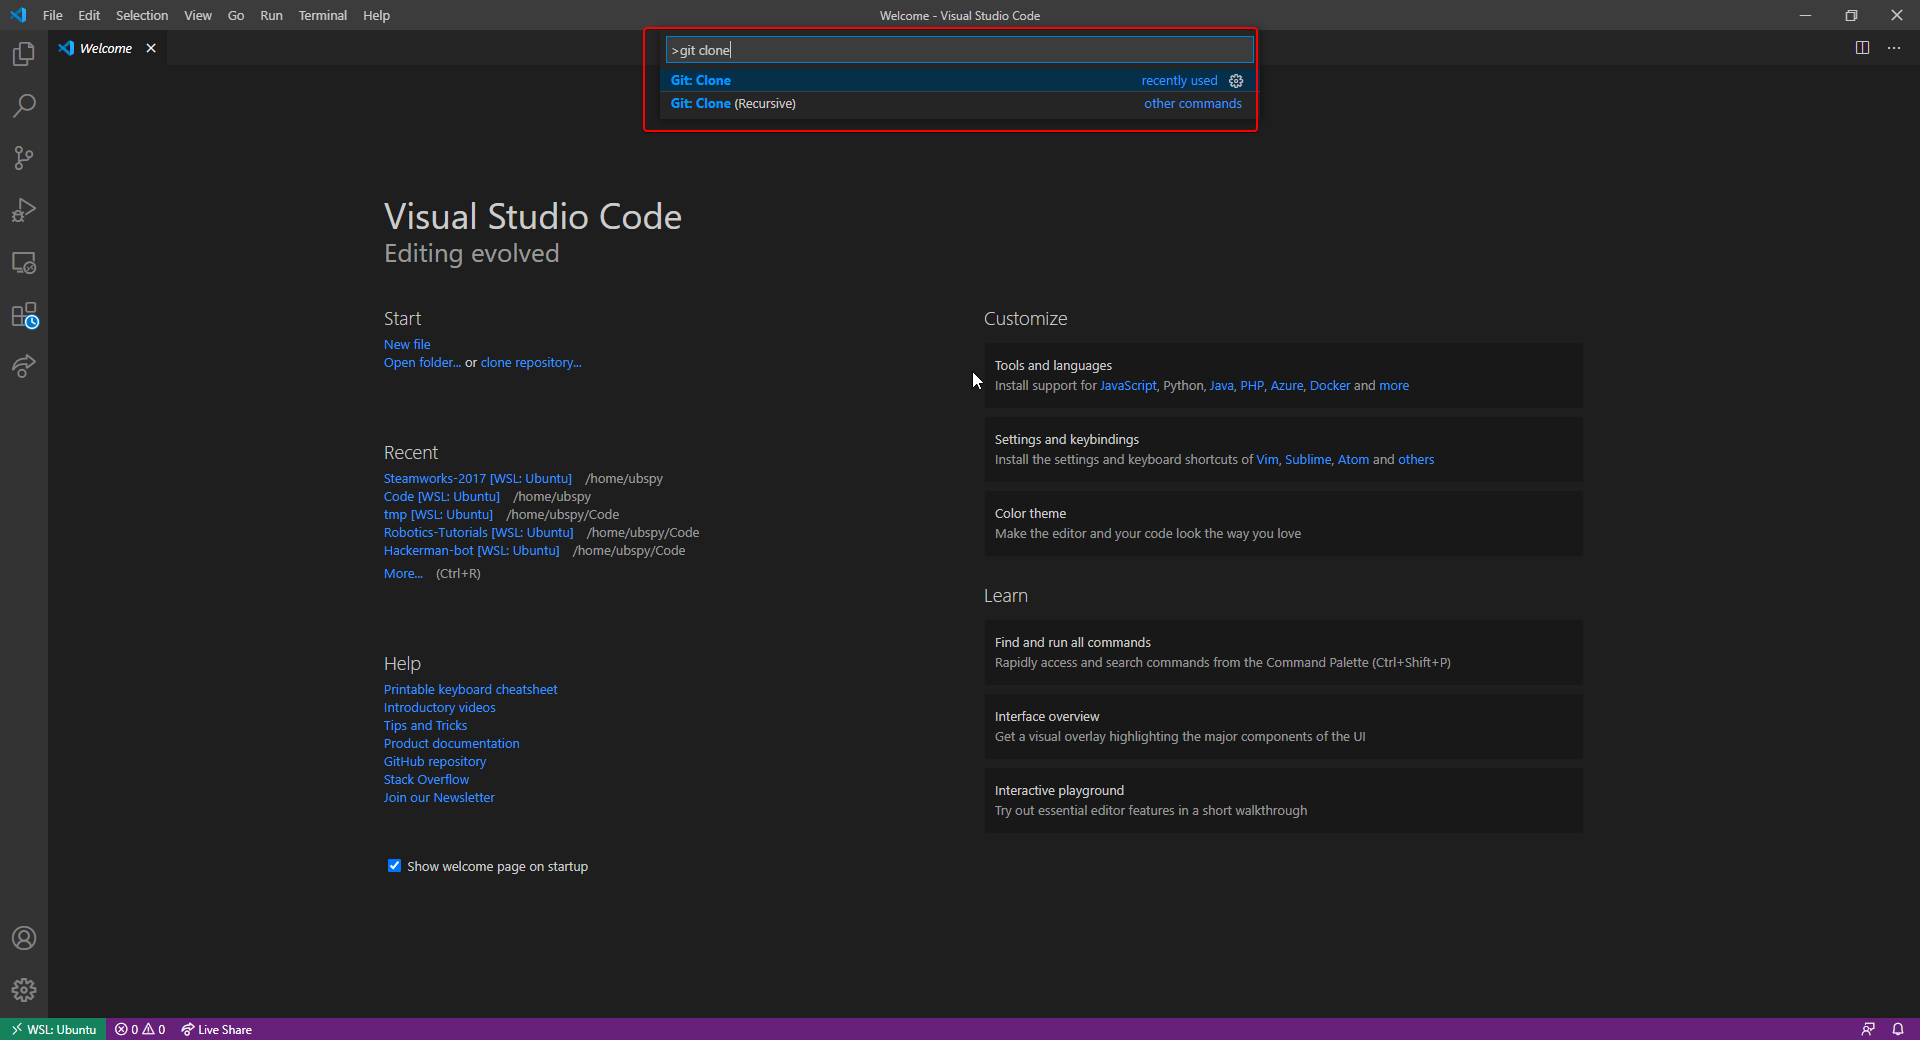 File Edit Selection View Go Run Terminal Help
Welcome - Visual Studio Code
Welcome
>git clone
Git: Clone recently used
Git: Clone (Recursive) other commands
Visual Studio Code
Editing evolved
Start
New file
Open folder... or clone repository...
Recent
Steamworks-2017 [WSL: Ubuntu] /home/ubspy
Code [WSL: Ubuntu] /home/ubspy
tmp [WSL: Ubuntu] /home/ubspy/Code
Robotics-Tutorials [WSL: Ubuntu] /home/ubspy/Code
Hackerman-bot [WSL: Ubuntu] /home/ubspy/Code
More... (Ctrl+R)
Help
Printable keyboard cheatsheet
Introductory videos
Tips and Tricks
Product documentation
GitHub repository
Stack Overflow
Join our Newsletter
Show welcome page on startup
Customize
Tools and languages
Install support for JavaScript, Python, Java, PHP, Azure, Docker and more
Settings and keybindings
Install the settings and keyboard shortcuts of Vim, Sublime, Atom and others
Color theme
Make the editor and your code look the way you love
Learn
Find and run all commands
Rapidly access and search commands from the Command Palette (Ctrl+Shift+P)
Interface overview
Get a visual overlay highlighting the major components of the UI
Interactive playground
Try out essential editor features in a short walkthrough
WSL: Ubuntu 0 0 Live Share